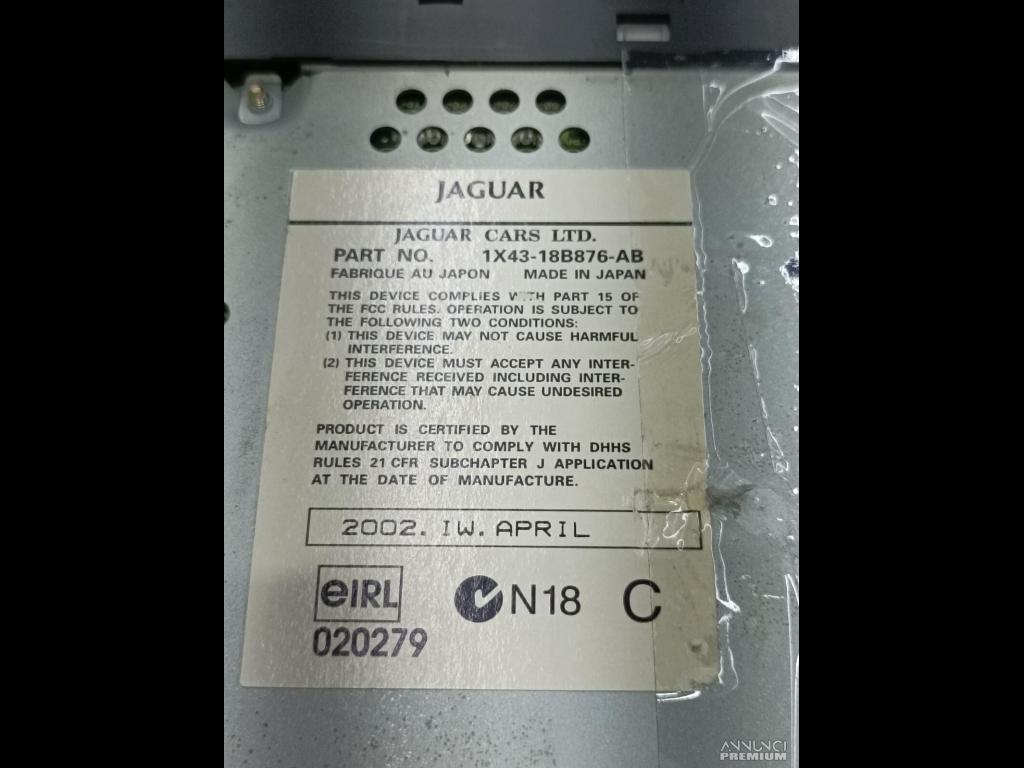 JAGUAR
JAGUAR CARS LTD.
PART NO. 1X43-18B876-AB
FABRIQUE AU JAPON MADE IN JAPAN
THIS DEVICE COMPLIES WITH PART 15 OF
THE FCC RULES. OPERATION IS SUBJECT TO
THE FOLLOWING TWO CONDITIONS:
(1) THIS DEVICE MAY NOT CAUSE HARMFUL
INTERFERENCE.
(2) THIS DEVICE MUST ACCEPT ANY INTER-
FERENCE RECEIVED INCLUDING INTER-
FERENCE THAT MAY CAUSE UNDESIRED
OPERATION.
PRODUCT IS CERTIFIED BY THE
MANUFACTURER TO COMPLY WITH DHHS
RULES 21 CFR SUBCHAPTER J APPLICATION
AT THE DATE OF MANUFACTURE.
2002. IW. APRIL
eIRL N18 C
020279
ANNUNCI
PREMIUM